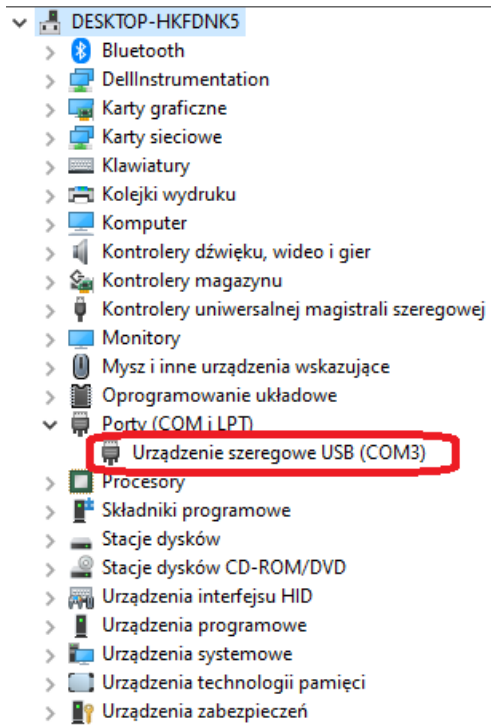 DESKTOP-HKFDNK5
Bluetooth
DellInstrumentation
Karty graficzne
Karty sieciowe
Klawiatury
Kolejki wydruku
Komputer
Kontrolery dźwięku, wideo i gier
Kontrolery magazynu
Kontrolery uniwersalnej magistrali szeregowej
Monitory
Mysz i inne urządzenia wskazujące
Oprogramowanie układowe
Porty (COM i LPT)
Urządzenie szeregowe USB (COM3)
Procesory
Składniki programowe
Stacje dysków
Stacje dysków CD-ROM/DVD
Urządzenia interfejsu HID
Urządzenia programowe
Urządzenia systemowe
Urządzenia technologii pamięci
Urządzenia zabezpieczeń